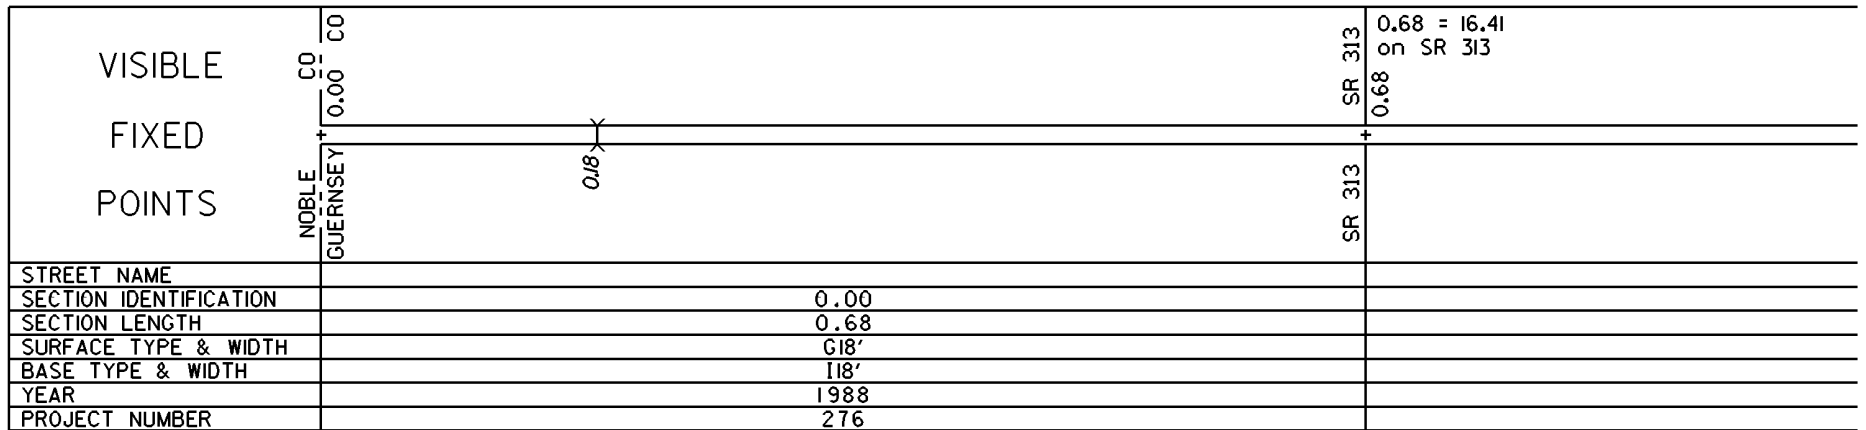 VISIBLE
FIXED
POINTS
NOBLE CO
GUERNSEY CO
0.00
0.18
SR 313
SR 313
0.68
0.68 = 16.41
on SR 313
STREET NAME
SECTION IDENTIFICATION 0.00
SECTION LENGTH 0.68
SURFACE TYPE & WIDTH G18'
BASE TYPE & WIDTH I18'
YEAR 1988
PROJECT NUMBER 276